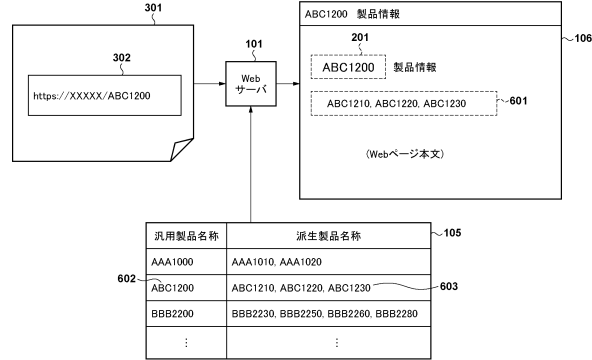 301
302
https://XXXXX/ABC1200
101
Web
サーバ
ABC1200 製品情報
106
201
ABC1200 製品情報
ABC1210, ABC1220, ABC1230
601
(Webページ本文)
汎用製品名称 派生製品名称
105
AAA1000 AAA1010, AAA1020
602
ABC1200 ABC1210, ABC1220, ABC1230
603
BBB2200 BBB2230, BBB2250, BBB2260, BBB2280
⋮ ⋮